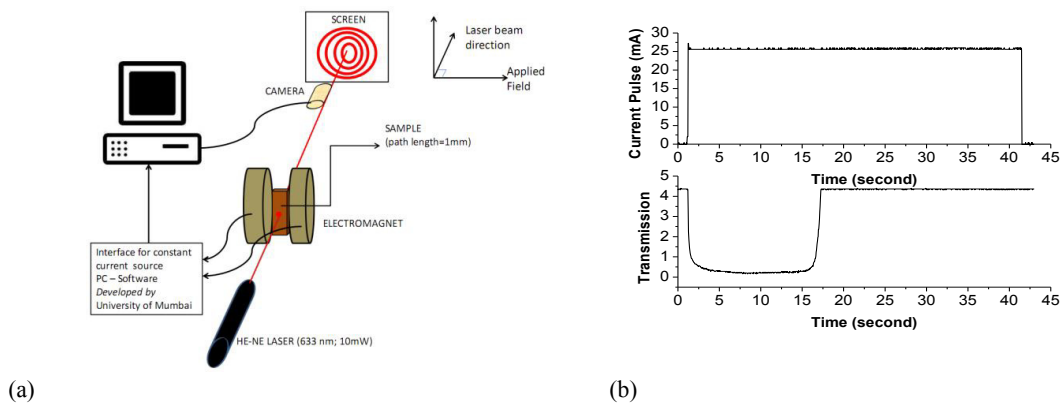 SCREEN
Laser beam
direction
Applied
Field
CAMERA
SAMPLE
(path length=1mm)
ELECTROMAGNET
Interface for constant
current source
PC – Software
Developed by
University of Mumbai
HE-NE LASER (633 nm; 10mW)
(a)
Current Pulse (mA)
30
25
20
15
10
5
0
0 5 10 15 20 25 30 35 40 45
Time (second)
Transmission
5
4
3
2
1
0
0 5 10 15 20 25 30 35 40 45
Time (second)
(b)